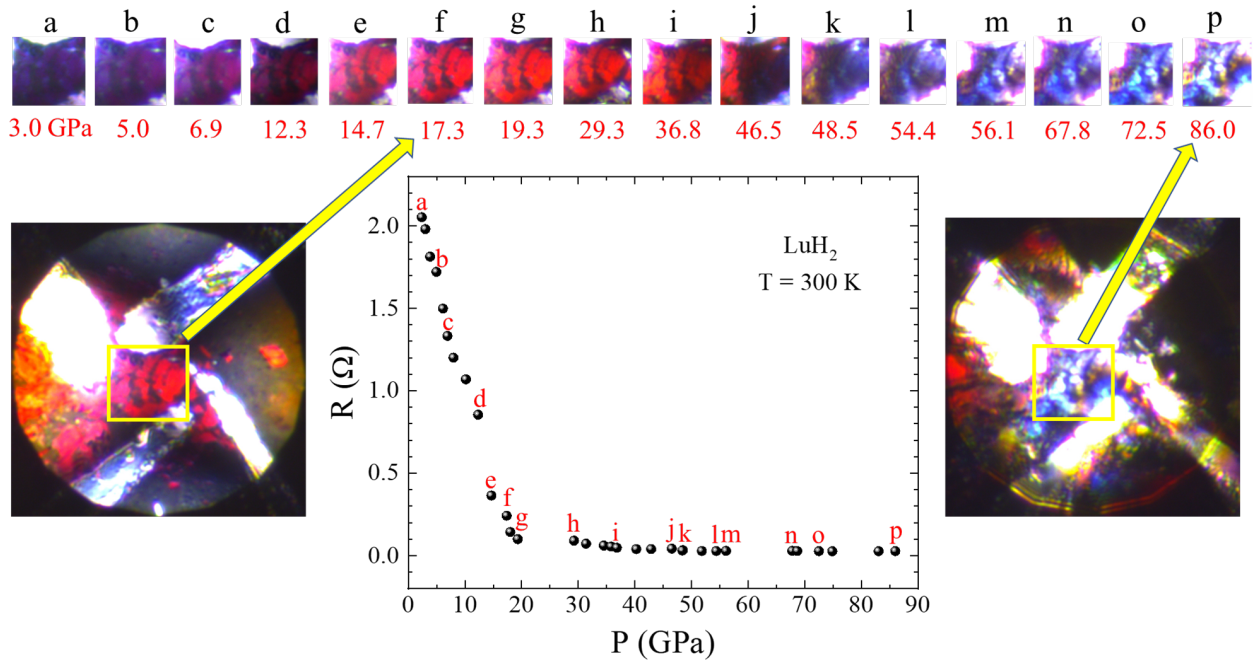 a b c d e f g h i j k l m n o p
3.0 GPa 5.0 6.9 12.3 14.7 17.3 19.3 29.3 36.8 46.5 48.5 54.4 56.1 67.8 72.5 86.0
LuH₂
T = 300 K
a
b
c
d
e
f
g
h
i
j
k
l
m
n
o
p
2.0
1.5
1.0
0.5
0.0
R (Ω)
0 10 20 30 40 50 60 70 80 90
P (GPa)